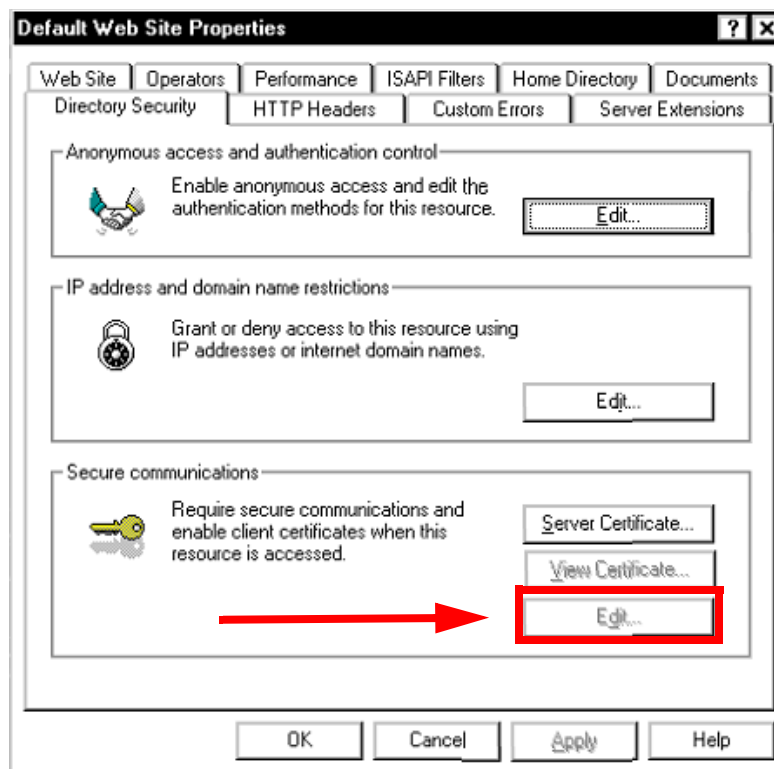 Default Web Site Properties
Web Site Operators Performance ISAPI Filters Home Directory Documents
Directory Security HTTP Headers Custom Errors Server Extensions
Anonymous access and authentication control
Enable anonymous access and edit the
authentication methods for this resource.
Edit...
IP address and domain name restrictions
Grant or deny access to this resource using
IP addresses or internet domain names.
Edit...
Secure communications
Require secure communications and
enable client certificates when this
resource is accessed.
Server Certificate...
View Certificate...
Edit...
OK Cancel Apply Help